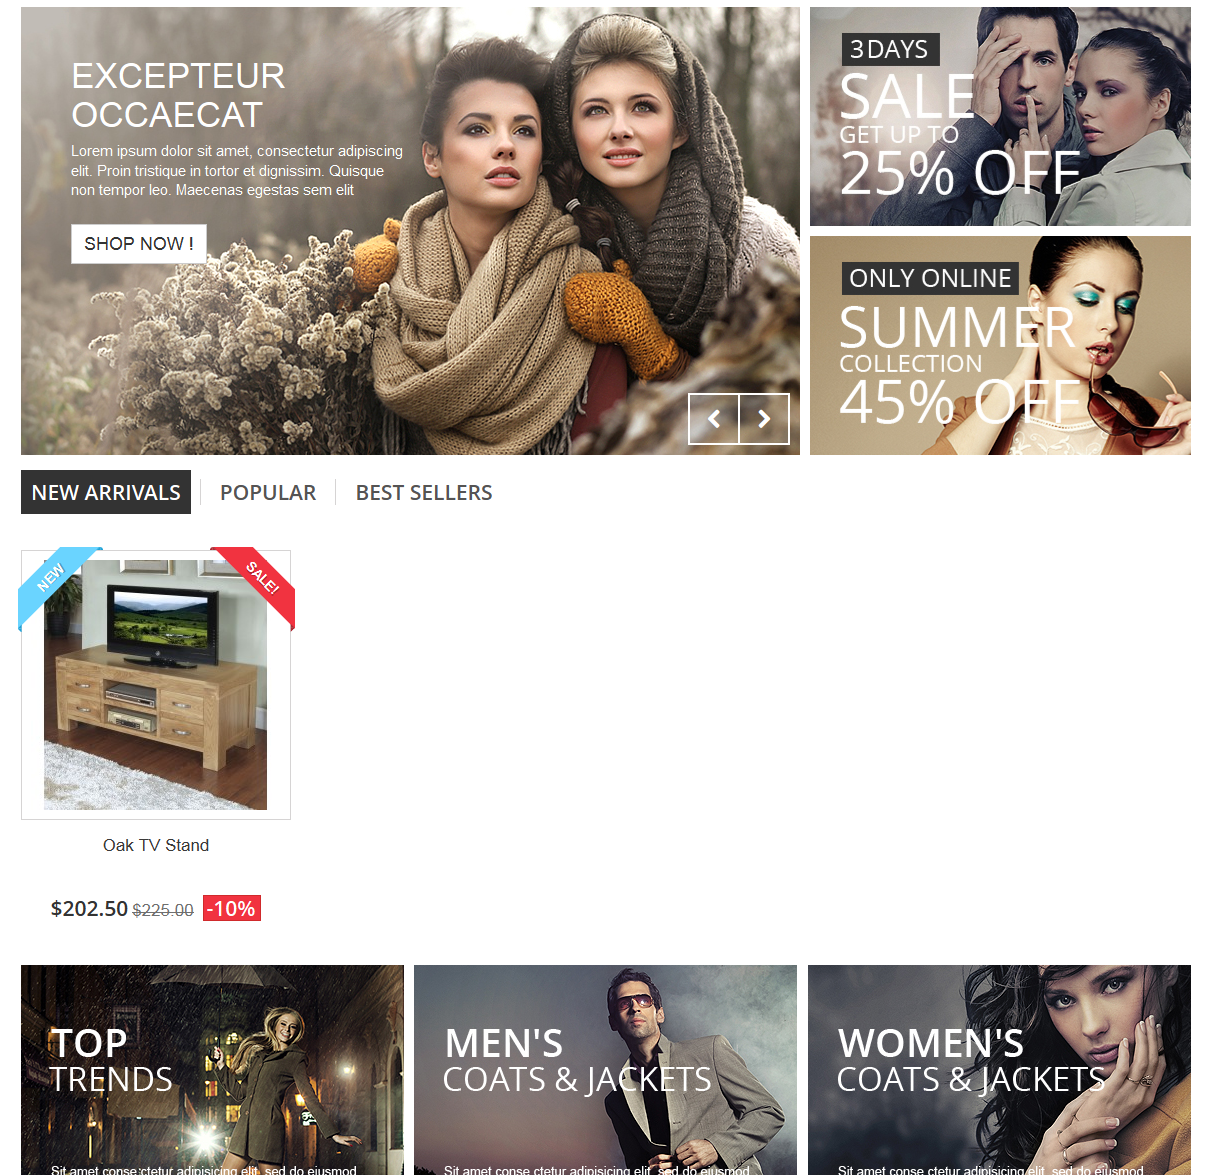 EXCEPTEUR
OCCAECAT
Lorem ipsum dolor sit amet, consectetur adipiscing
elit. Proin tristique in tortor et dignissim. Quisque
non tempor leo. Maecenas egestas sem elit
SHOP NOW !
3 DAYS
SALE
GET UP TO
25% OFF
ONLY ONLINE
SUMMER
COLLECTION
45% OFF
NEW ARRIVALS
POPULAR
BEST SELLERS
NEW
SALE!
Oak TV Stand
$202.50 $225.00 -10%
TOP
TRENDS
Sit amet conse ctetur adipisicing elit, sed do eiusmod
MEN'S
COATS & JACKETS
Sit amet conse ctetur adipisicing elit, sed do eiusmod
WOMEN'S
COATS & JACKETS
Sit amet conse ctetur adipisicing elit, sed do eiusmod